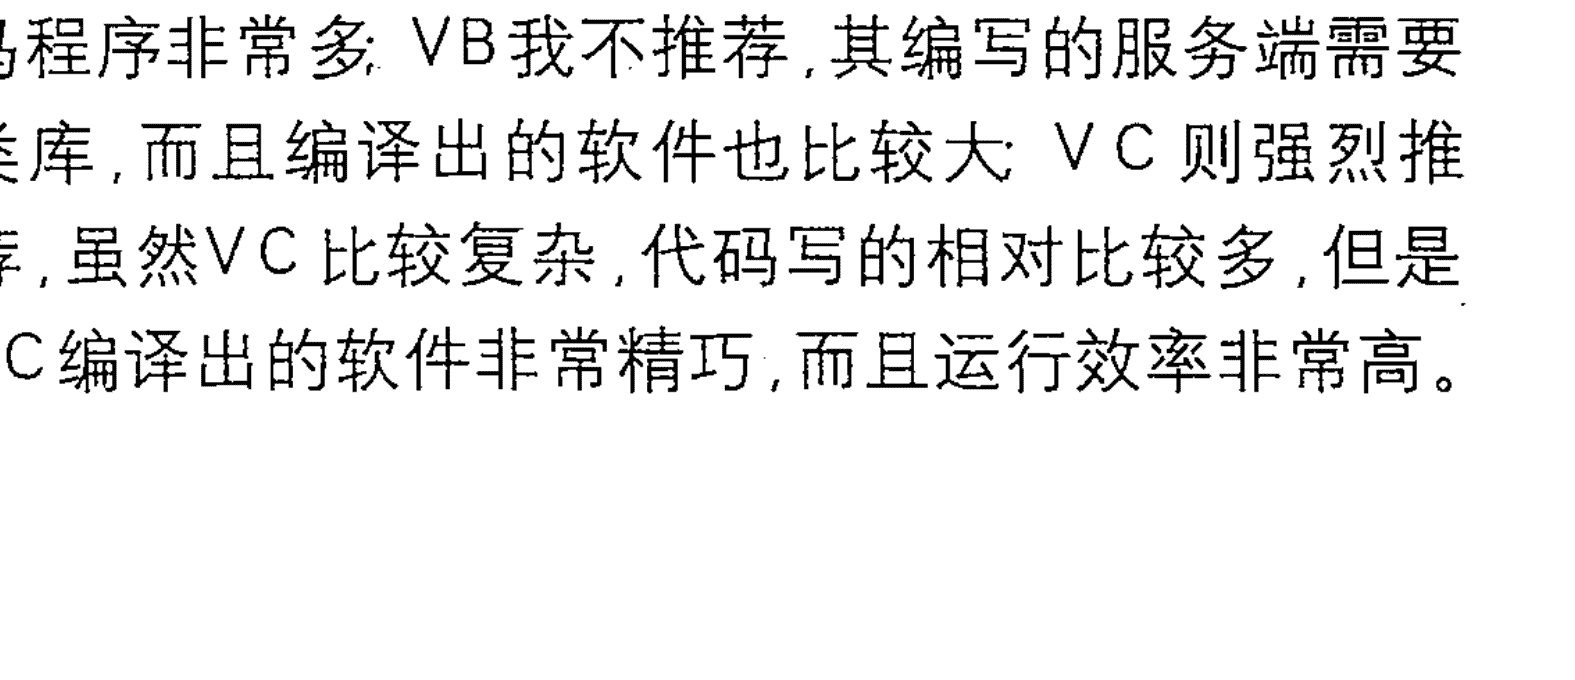 程序非常多; VB我不推荐,其编写的服务端需要
库,而且编译出的软件也比较大; VC则强烈推
,虽然VC比较复杂,代码写的相对比较多,但是
C编译出的软件非常精巧,而且运行效率非常高。